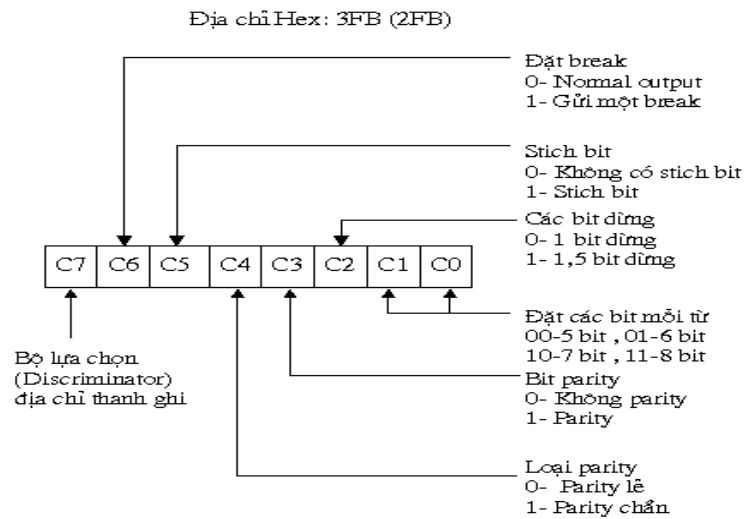 Địa chỉ Hex: 3FB (2FB)
Đặt break
0- Normal output
1- Gửi một break
Stich bit
0- Không có stich bit
1- Stich bit
Các bit dừng
0- 1 bit dừng
1- 1,5 bit dừng
C7 C6 C5 C4 C3 C2 C1 C0
Đặt các bit mỗi từ
00-5 bit , 01-6 bit
10-7 bit , 11-8 bit
Bộ lựa chọn
(Discriminator)
địa chỉ thanh ghi
Bit parity
0- Không parity
1- Parity
Loại parity
0- Parity lẻ
1- Parity chẩn